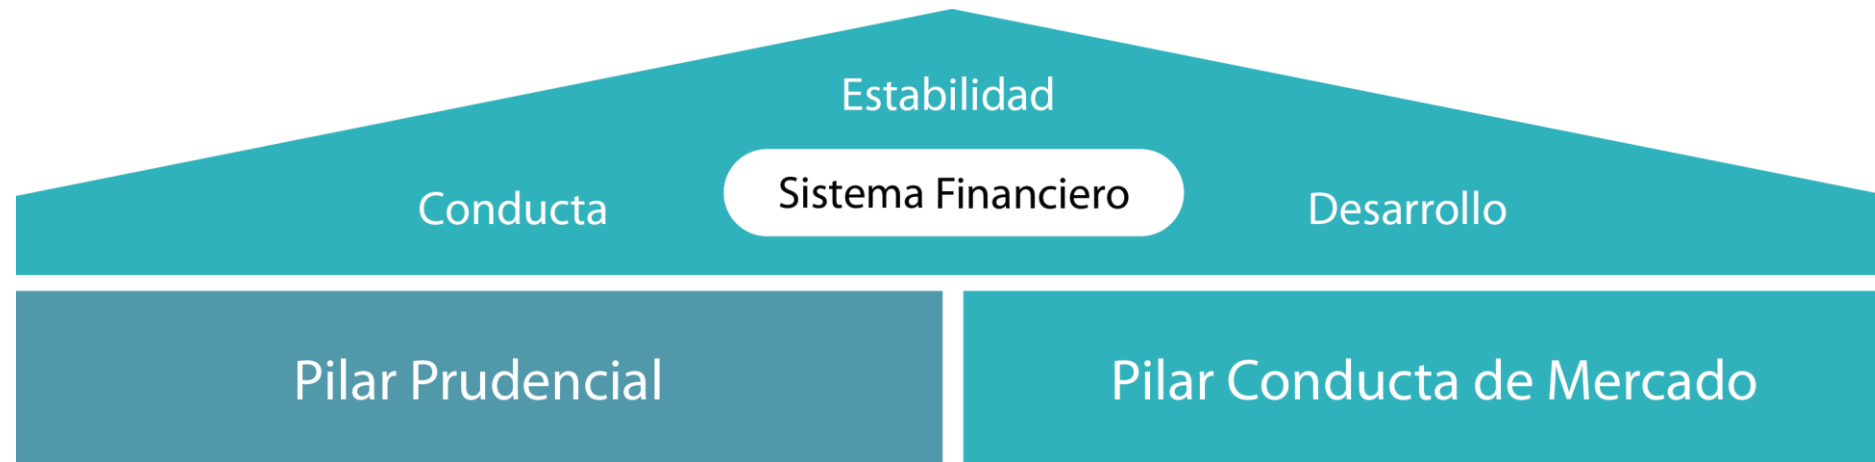 Estabilidad
Sistema Financiero
Conducta
Desarrollo
Pilar Prudencial
Pilar Conducta de Mercado